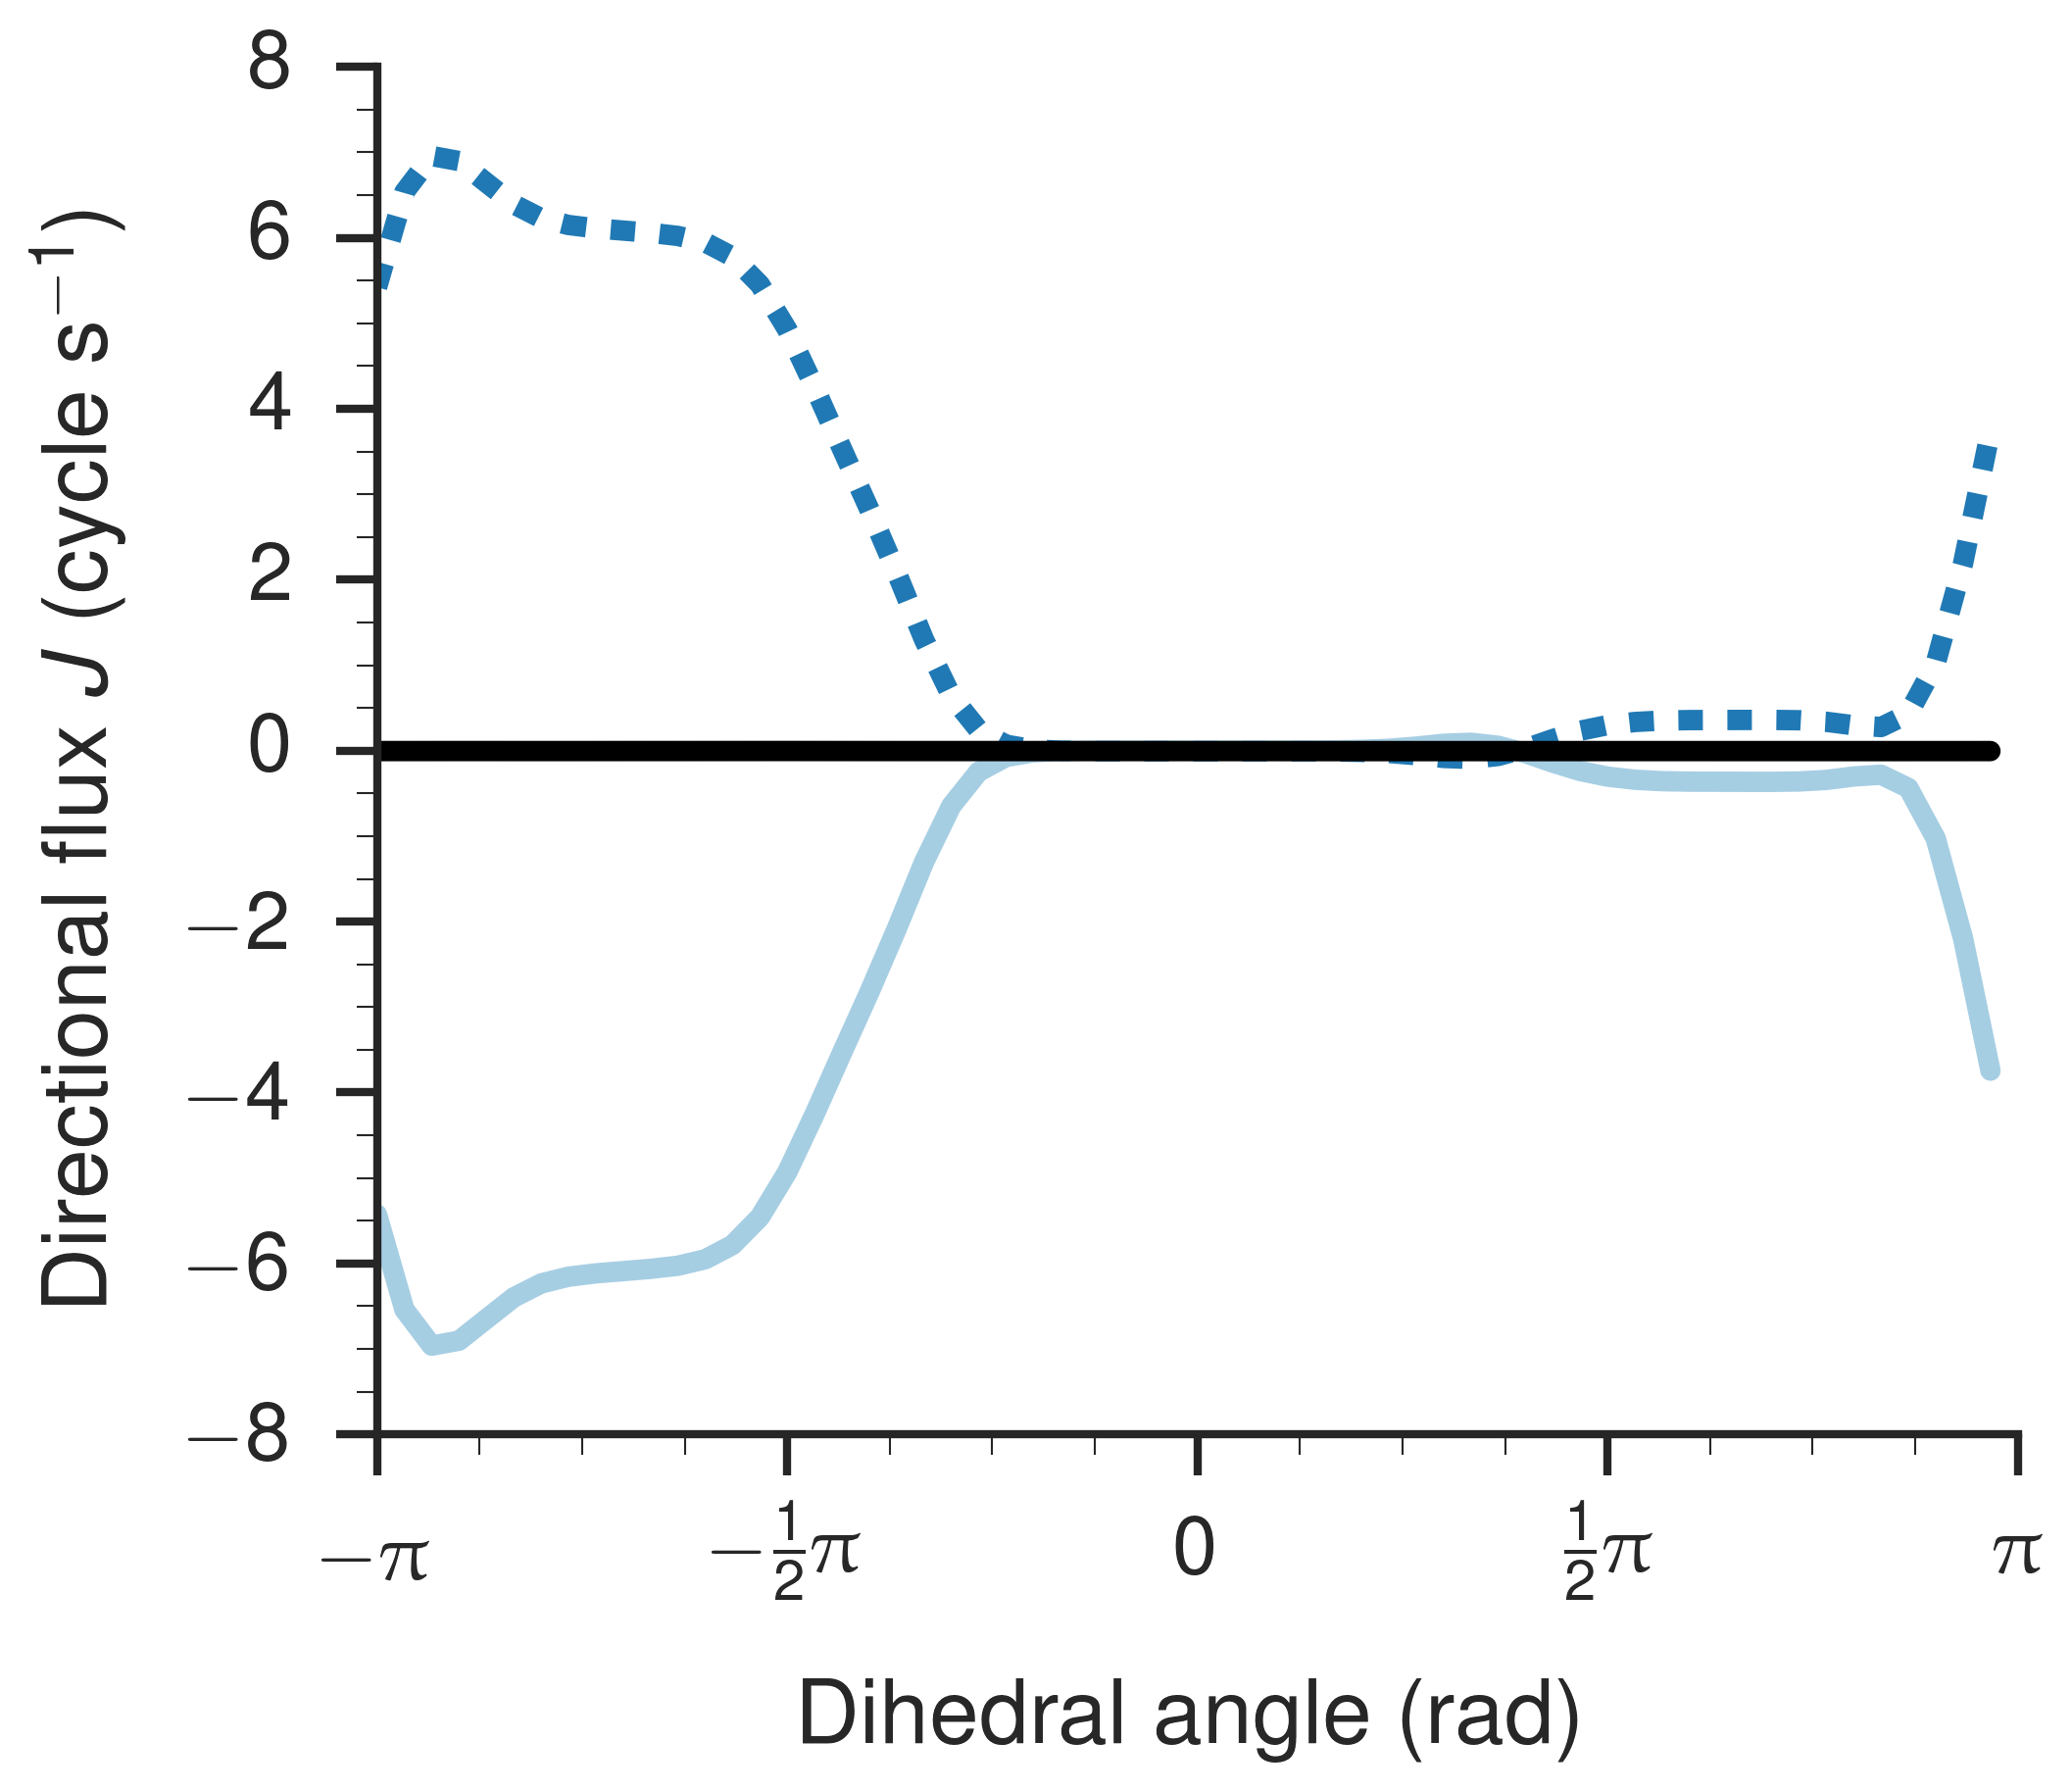 Directional flux J (cycle s⁻¹)
8
6
4
2
0
−2
−4
−6
−8
−π
−½π
0
½π
π
Dihedral angle (rad)